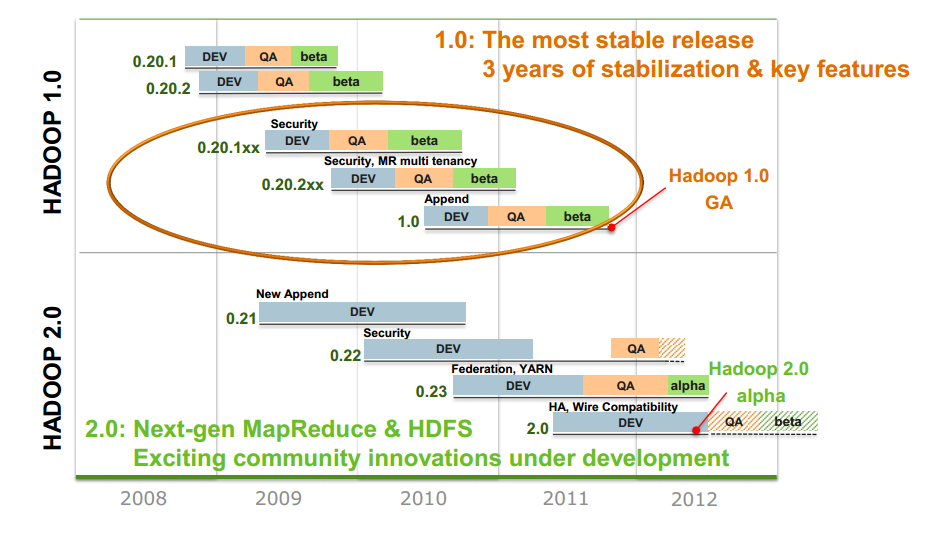 1.0: The most stable release
3 years of stabilization & key features
HADOOP 1.0
0.20.1 DEV QA beta
0.20.2 DEV QA beta
Security
0.20.1xx DEV QA beta
Security, MR multi tenancy
0.20.2xx DEV QA beta
Hadoop 1.0
GA
Append
1.0 DEV QA beta
HADOOP 2.0
New Append
0.21 DEV
Security
0.22 DEV QA
Federation, YARN
0.23 DEV QA alpha
Hadoop 2.0
alpha
HA, Wire Compatibility
2.0 DEV QA beta
2.0: Next-gen MapReduce & HDFS
Exciting community innovations under development
2008 2009 2010 2011 2012